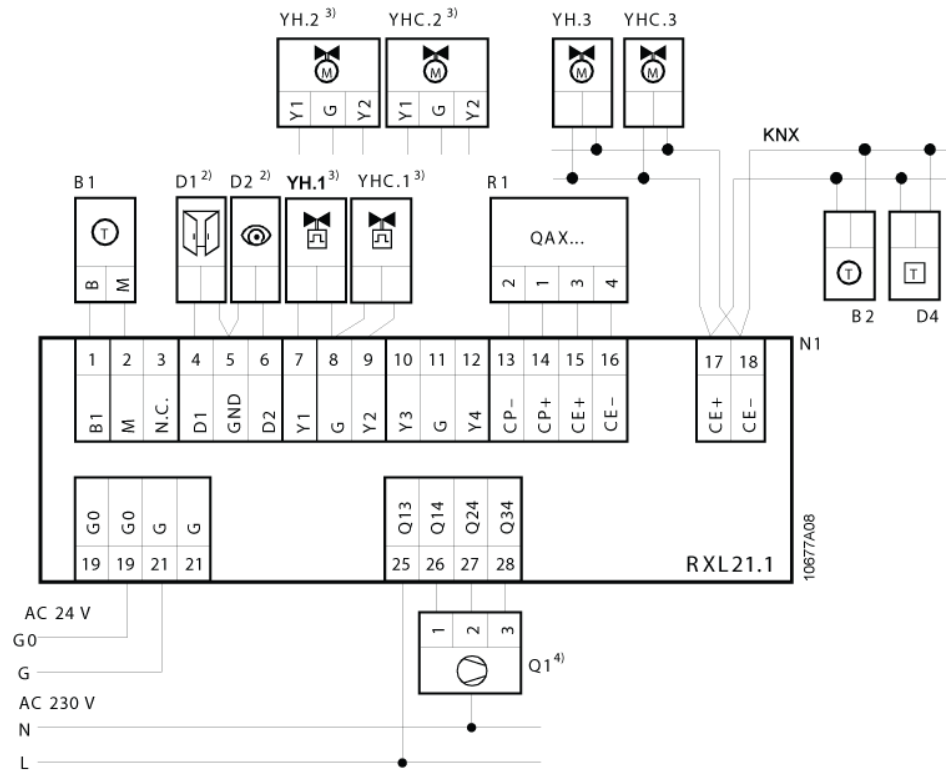 YH.2 3) YHC.2 3) YH.3 YHC.3
M M M M
Y1 G Y2 Y1 G Y2
KNX
B1 D1 2) D2 2) YH.1 3) YHC.1 3) R1
T QAX...
B M 2 1 3 4
T T
B2 D4
N1
1 2 3 4 5 6 7 8 9 10 11 12 13 14 15 16 17 18
B1 M N.C. D1 GND D2 Y1 G Y2 Y3 G Y4 CP- CP+ CE+ CE- CE+ CE-
G0 G0 G G Q13 Q14 Q24 Q34
19 19 21 21 25 26 27 28
RXL21.1
10677A08
AC 24 V
G0
1 2 3
G
Q1 4)
AC 230 V
N
L